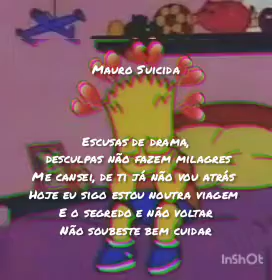 Mauro Suicida
Escusas de drama,
desculpas não fazem milagres
Me cansei, de ti já não vou atrás
Hoje eu sigo estou noutra viagem
E o segredo e não voltar
Não soubeste bem cuidar
InShOt